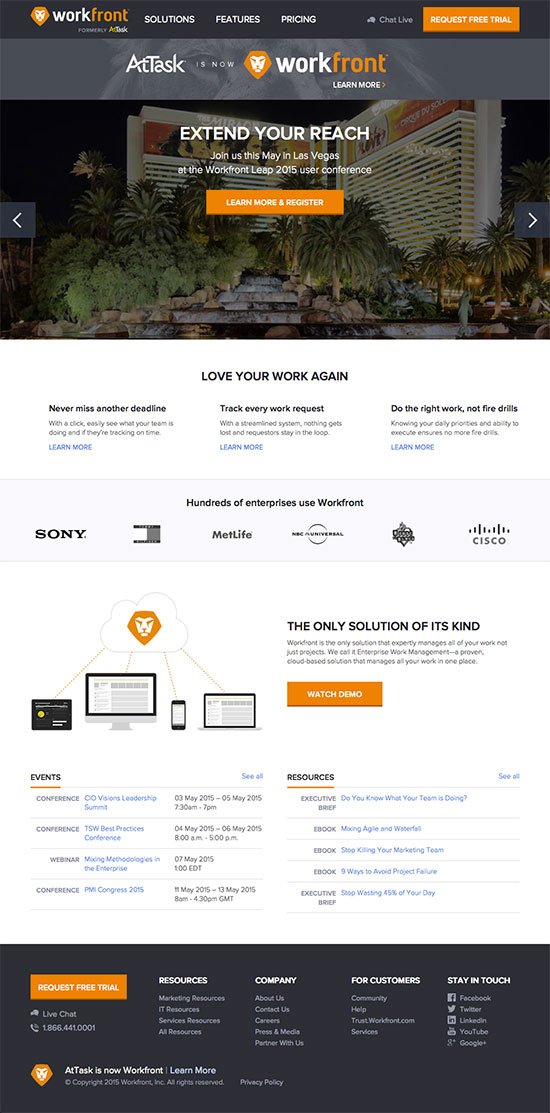 workfront
FORMERLY AtTask
SOLUTIONS
FEATURES
PRICING
Chat Live
REQUEST FREE TRIAL
AtTask IS NOW workfront
LEARN MORE >
EXTEND YOUR REACH
Join us this May in Las Vegas
at the Workfront Leap 2015 user conference
LEARN MORE & REGISTER
LOVE YOUR WORK AGAIN
Never miss another deadline
With a click, easily see what your team is
doing and if they're tracking on time.
LEARN MORE
Track every work request
With a streamlined system, nothing gets
lost and requestors stay in the loop.
LEARN MORE
Do the right work, not fire drills
Knowing your daily priorities and ability to
execute ensures no more fire drills.
LEARN MORE
Hundreds of enterprises use Workfront
SONY
MetLife
NBC UNIVERSAL
CISCO
THE ONLY SOLUTION OF ITS KIND
Workfront is the only solution that expertly manages all of your work not
just projects. We call it Enterprise Work Management—a proven,
cloud-based solution that manages all your work in one place.
WATCH DEMO
EVENTS
See all
CONFERENCE
CIO Visions Leadership
Summit
03 May 2015 – 05 May 2015
7:30am - 7pm
CONFERENCE
TSW Best Practices
Conference
04 May 2015 – 06 May 2015
8:00 a.m. - 5:00 p.m.
WEBINAR
Mixing Methodologies in
the Enterprise
07 May 2015
1:00 EDT
CONFERENCE
PMI Congress 2015
11 May 2015 – 13 May 2015
8am - 4.30pm GMT
RESOURCES
See all
EXECUTIVE
BRIEF
Do You Know What Your Team is Doing?
EBOOK
Mixing Agile and Waterfall
EBOOK
Stop Killing Your Marketing Team
EBOOK
9 Ways to Avoid Project Failure
EXECUTIVE
BRIEF
Stop Wasting 45% of Your Day
REQUEST FREE TRIAL
Live Chat
1.866.441.0001
RESOURCES
Marketing Resources
IT Resources
Services Resources
All Resources
COMPANY
About Us
Contact Us
Careers
Press & Media
Partner With Us
FOR CUSTOMERS
Community
Help
Trust.Workfront.com
Services
STAY IN TOUCH
Facebook
Twitter
LinkedIn
YouTube
Google+
AtTask is now Workfront | Learn More
© Copyright 2015 Workfront, Inc. All rights reserved.
Privacy Policy